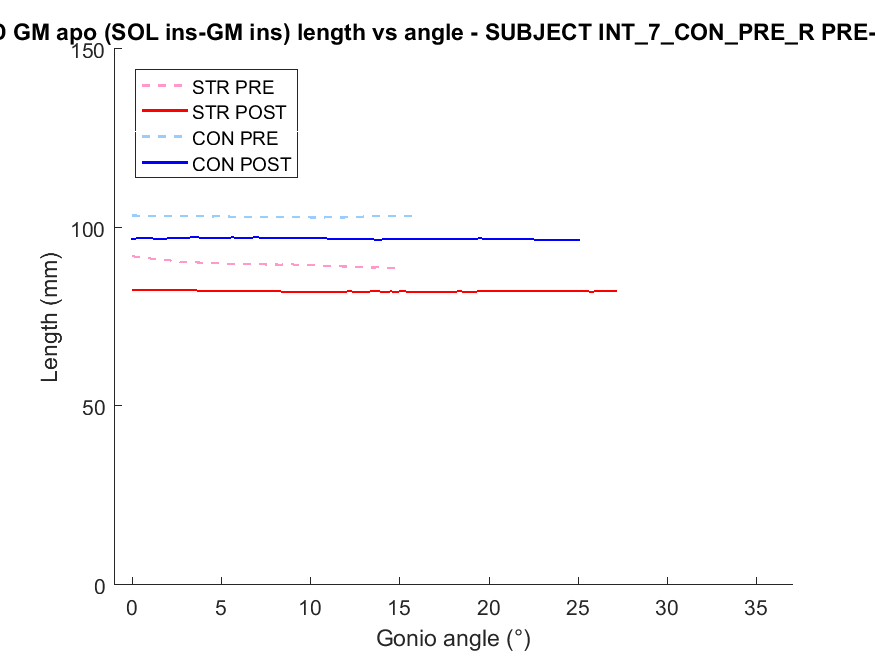 GM apo (SOL ins-GM ins) length vs angle - SUBJECT INT_7_CON_PRE_R PRE-
150
STR PRE
STR POST
CON PRE
CON POST
100
50
0
Length (mm)
0 5 10 15 20 25 30 35
Gonio angle (°)